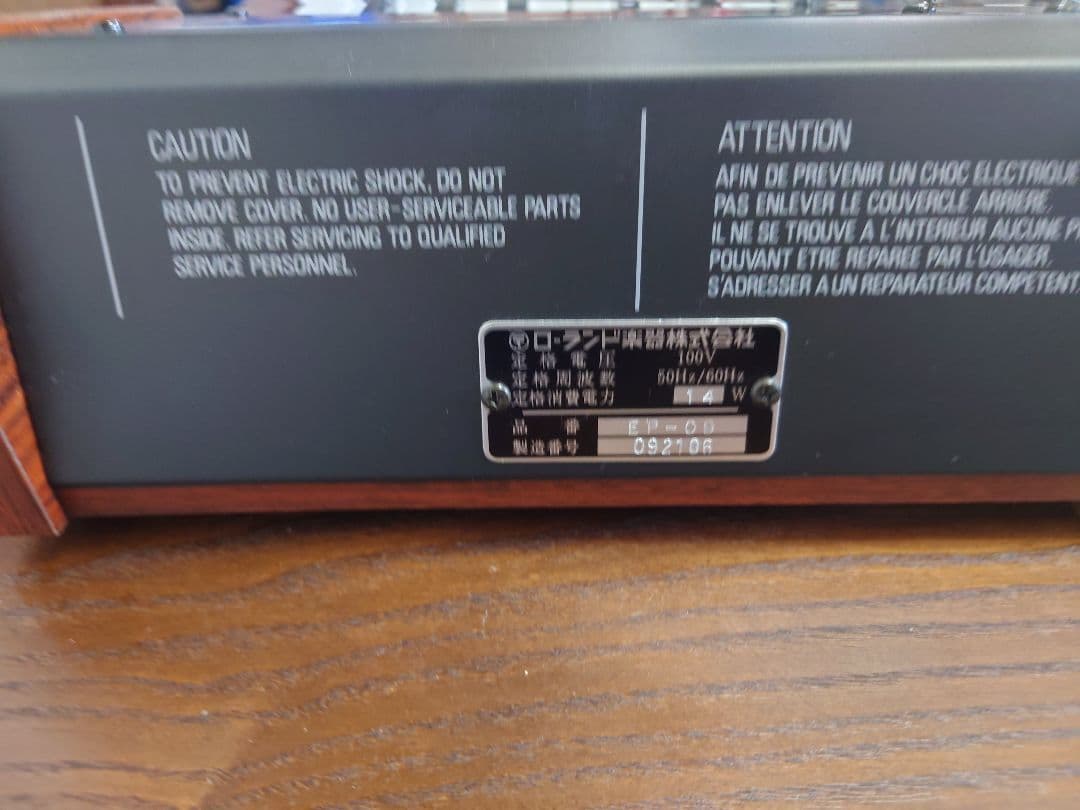 CAUTION
TO PREVENT ELECTRIC SHOCK, DO NOT
REMOVE COVER. NO USER-SERVICEABLE PARTS
INSIDE. REFER SERVICING TO QUALIFIED
SERVICE PERSONNEL.
ATTENTION
AFIN DE PREVENIR UN CHOC ELECTRIQUE
PAS ENLEVER LE COUVERCLE ARRIERE.
IL NE SE TROUVE A L'INTERIEUR AUCUNE
POUVANT ETRE REPAREE PAR L'USAGER.
S'ADRESSER A UN REPARATEUR COMPETENT.
〒 ローランド楽器株式会社
定格電圧 100V
定格周波数 50Hz/60Hz
定格消費電力 14 W
品番 EP-09
製造番号 092106